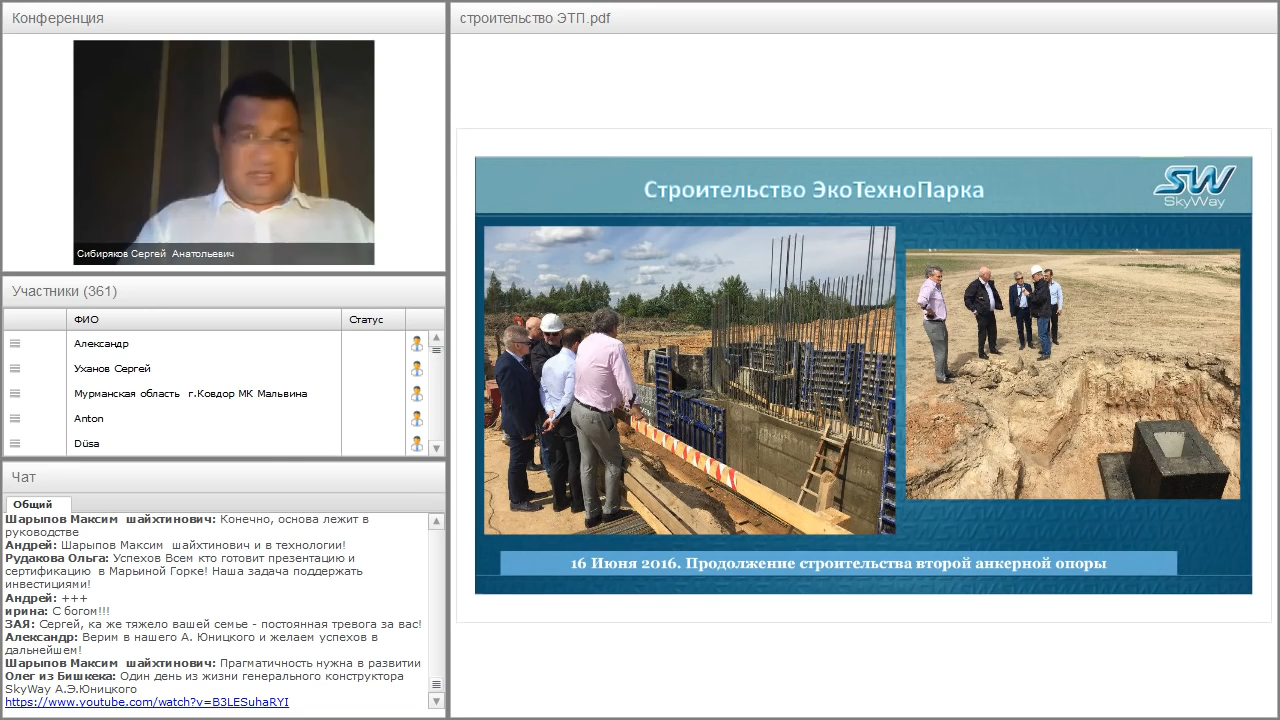 Конференция
Сибиряков Сергей Анатольевич
Участники (361)
ФИО
Статус
Александр
Уханов Сергей
Мурманская область г.Ковдор МК Мальвина
Anton
Düsa
Чат
Общий
Шарыпов Максим шайхтинович: Конечно, основа лежит в
руководстве
Андрей: Шарыпов Максим шайхтинович и в технологии!
Рудакова Ольга: Успехов Всем кто готовит презентацию и
сертификацию в Марьиной Горке! Наша задача поддержать
инвестициями!
Андрей: +++
ирина: С богом!!!
ЗАЯ: Сергей, ка же тяжело вашей семье - постоянная тревога за вас!
Александр: Верим в нашего А. Юницкого и желаем успехов в
дальнейшем!
Шарыпов Максим шайхтинович: Прагматичность нужна в развитии
Олег из Бишкека: Один день из жизни генерального конструктора
SkyWay А.Э.Юницкого
https://www.youtube.com/watch?v=B3LESuhaRYI
строительство ЭТП.pdf
Строительство ЭкоТехноПарка
SW
SkyWay
16 Июня 2016. Продолжение строительства второй анкерной опоры